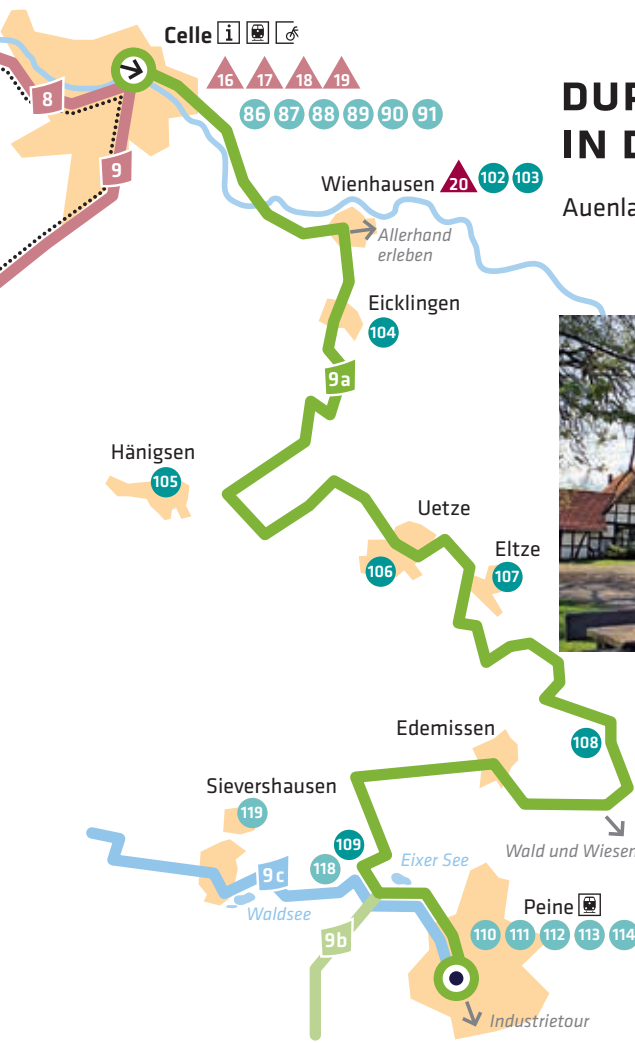 Celle i
16 17 18 19
86 87 88 89 90 91
8
9
Wienhausen 20 102 103
Allerhand
erleben
Eicklingen
104
9a
Hänigsen
105
Uetze
106
Eltze
107
Edemissen
108
Sievershausen
119
109
118
Eixer See
Wald und Wiesen
9c
Waldsee
9b
Peine
110 111 112 113 114
Industrietour
IN